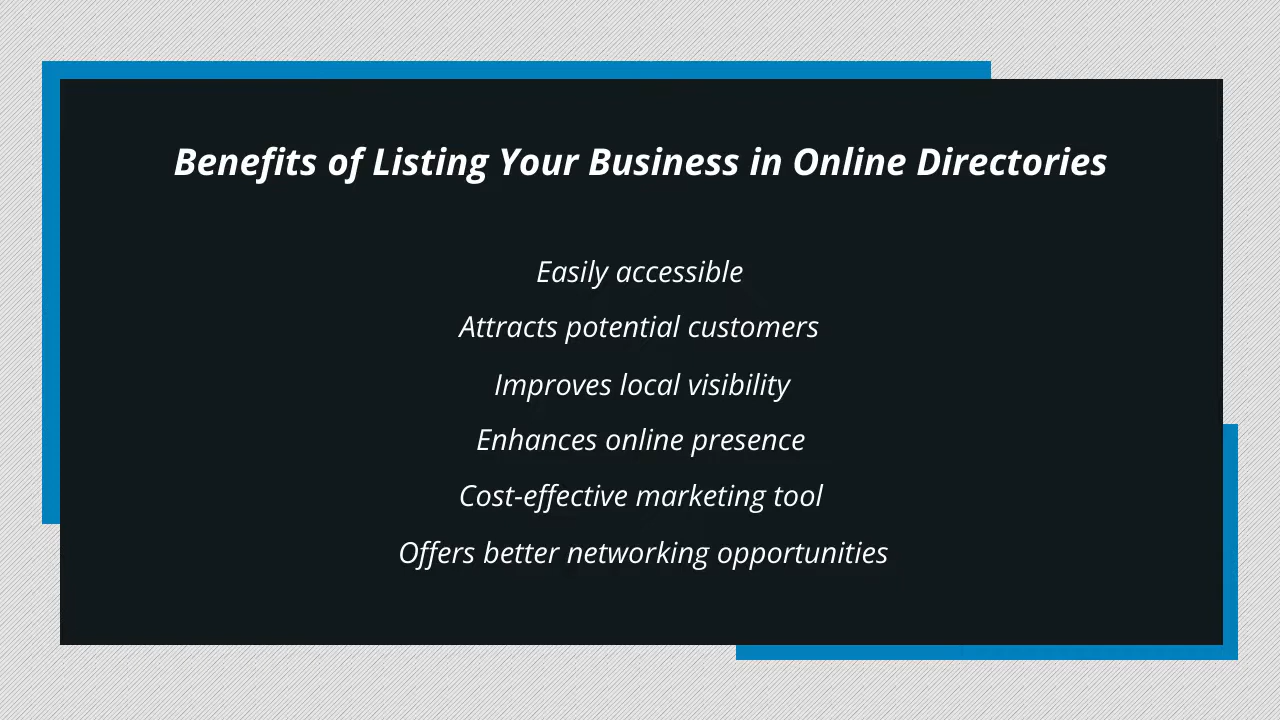 Benefits of Listing Your Business in Online Directories
Easily accessible
Attracts potential customers
Improves local visibility
Enhances online presence
Cost-effective marketing tool
Offers better networking opportunities